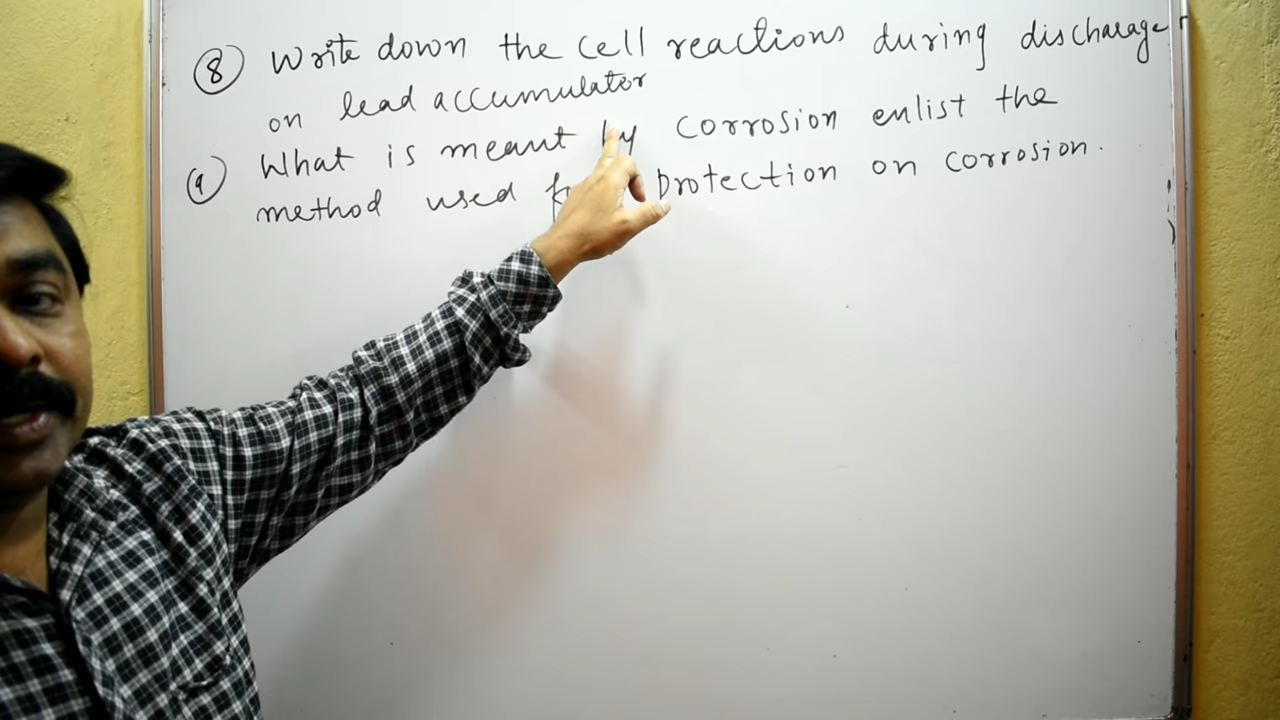 8 Write down the cell reactions during discharage
on lead accumulator
9 What is meant by corrosion enlist the
method used protection on corrosion.